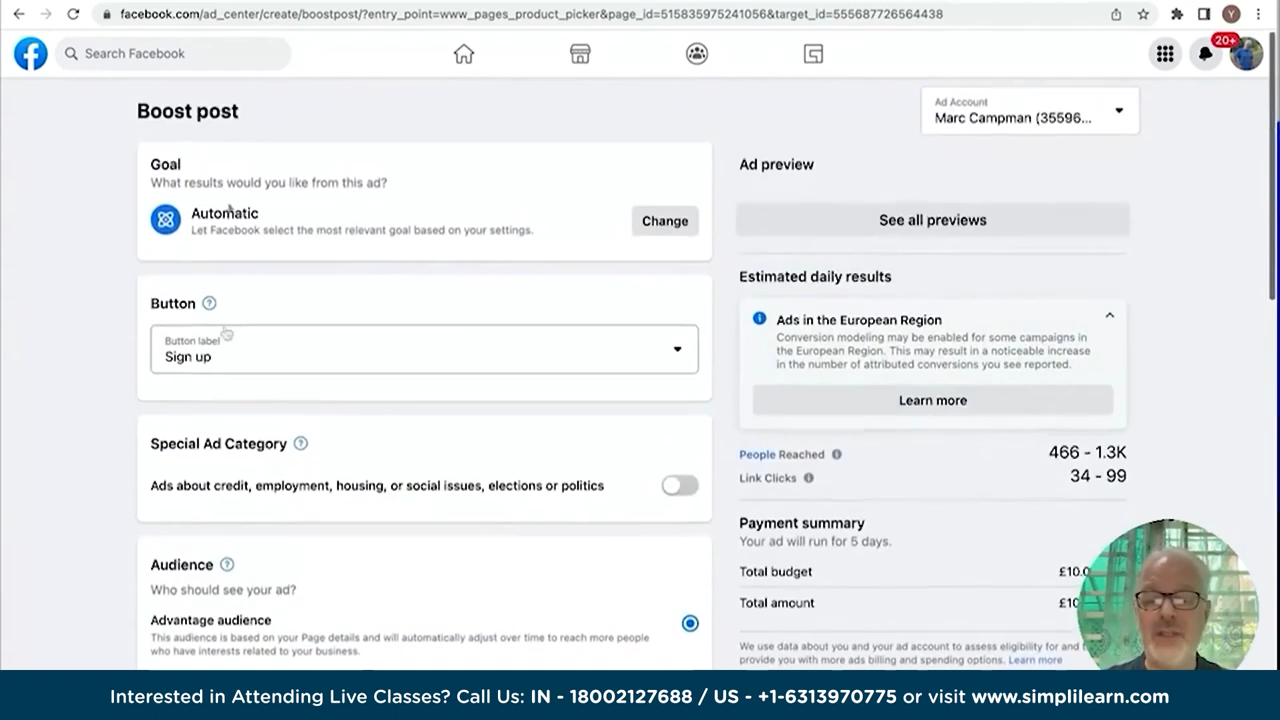 facebook.com/ad_center/create/boostpost/?entry_point=www_pages_product_picker&page_id=515835975241056&target_id=555687726564438
Y
Search Facebook
20+
Boost post
Ad Account
Marc Campman (35596...
Goal
What results would you like from this ad?
Automatic
Let Facebook select the most relevant goal based on your settings.
Change
Ad preview
See all previews
Button
Button label
Sign up
Estimated daily results
Ads in the European Region
Conversion modeling may be enabled for some campaigns in
the European Region. This may result in a noticeable increase
in the number of attributed conversions you see reported.
Learn more
Special Ad Category
Ads about credit, employment, housing, or social issues, elections or politics
People Reached 466 - 1.3K
Link Clicks 34 - 99
Payment summary
Your ad will run for 5 days.
Total budget £10.0
Total amount £10
Audience
Who should see your ad?
Advantage audience
This audience is based on your Page details and will automatically adjust over time to reach more people
who have interests related to your business.
We use data about you and your ad account to assess eligibility for and
provide you with more ads billing and spending options. Learn more
Interested in Attending Live Classes? Call Us: IN - 18002127688 / US - +1-6313970775 or visit www.simplilearn.com